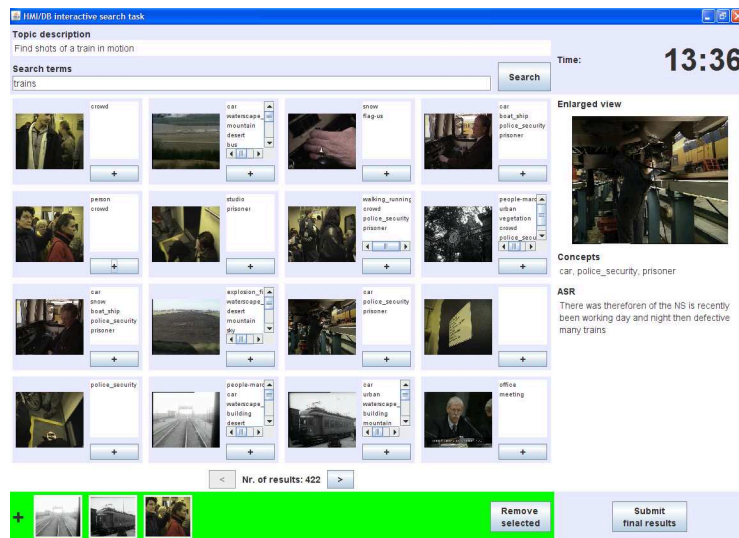 HMI/DB interactive search task
Topic description
Find shots of a train in motion
Search terms
trains
Search
Time:
13:36
crowd
+
car
waterscape_
mountain
desert
bus
+
snow
flag-us
+
car
boat_ship
police_security
prisoner
+
Enlarged view
person
crowd
+
studio
prisoner
+
walking_running
crowd
police_security
prisoner
+
people-marc
urban
vegetation
crowd
police_secu
+
Concepts
car, police_security, prisoner
ASR
There was thereforen of the NS is recently
been working day and night then defective
many trains
car
snow
boat_ship
police_security
prisoner
+
explosion_fi
waterscape_
desert
mountain
sky
+
car
police_security
prisoner
+
+
police_security
+
people-marc
car
waterscape_
building
desert
+
car
urban
waterscape_
building
mountain
+
office
meeting
+
<
Nr. of results: 422
>
+
Remove
selected
Submit
final results